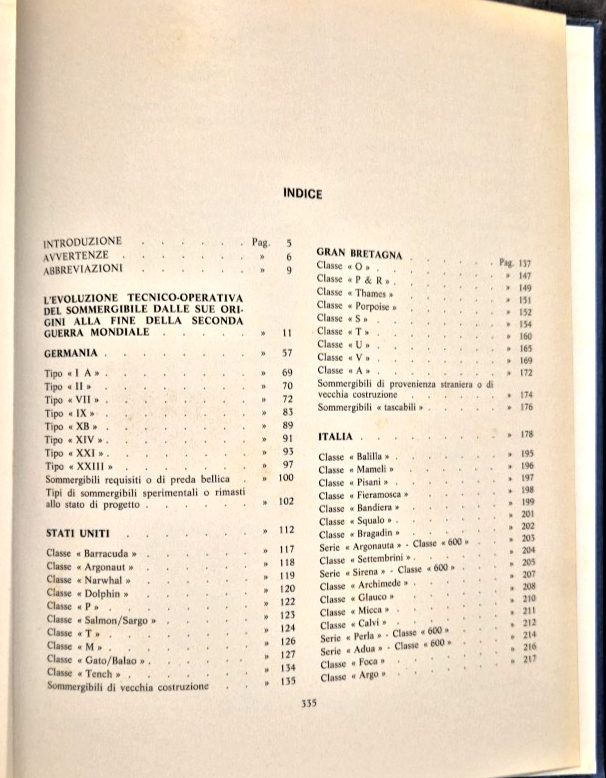 INDICE
INTRODUZIONE . . . . . . Pag. 5
AVVERTENZE . . . . . . . » 6
ABBREVIAZIONI . . . . . . » 9
L'EVOLUZIONE TECNICO-OPERATIVA
DEL SOMMERGIBILE DALLE SUE ORI-
GINI ALLA FINE DELLA SECONDA
GUERRA MONDIALE . . . . . » 11
GERMANIA . . . . . . . . » 57
Tipo « I A » . . . . . . . . » 69
Tipo « II » . . . . . . . . » 70
Tipo « VII » . . . . . . . . » 72
Tipo « IX » . . . . . . . . » 83
Tipo « XB » . . . . . . . . » 89
Tipo « XIV » . . . . . . . . » 91
Tipo « XXI » . . . . . . . . » 93
Tipo « XXIII » . . . . . . . » 97
Sommergibili requisiti o di preda bellica . » 100
Tipi di sommergibili sperimentali o rimasti
allo stato di progetto . . . . . . » 102
STATI UNITI . . . . . . . » 112
Classe « Barracuda » . . . . . . » 117
Classe « Argonaut » . . . . . . » 118
Classe « Narwhal » . . . . . . » 119
Classe « Dolphin » . . . . . . » 120
Classe « P » . . . . . . . . » 122
Classe « Salmon/Sargo » . . . . . » 123
Classe « T » . . . . . . . . » 124
Classe « M » . . . . . . . . » 126
Classe « Gato/Balao » . . . . . . » 127
Classe « Tench » . . . . . . . » 134
Sommergibili di vecchia costruzione . . » 135
GRAN BRETAGNA . . . . . . Pag. 137
Classe « O » . . . . . . . . » 147
Classe « P & R » . . . . . . . » 149
Classe « Thames » . . . . . . . » 151
Classe « Porpoise » . . . . . . » 152
Classe « S » . . . . . . . . » 154
Classe « T » . . . . . . . . » 160
Classe « U » . . . . . . . . » 165
Classe « V » . . . . . . . . » 169
Classe « A » . . . . . . . . » 172
Sommergibili di provenienza straniera o di
vecchia costruzione . . . . . . » 174
Sommergibili « tascabili » . . . . . » 176
ITALIA . . . . . . . . . » 178
Classe « Balilla » . . . . . . . » 195
Classe « Mameli » . . . . . . . » 196
Classe « Pisani » . . . . . . . » 197
Classe « Fieramosca » . . . . . . » 198
Classe « Bandiera » . . . . . . » 199
Classe « Squalo » . . . . . . . » 201
Classe « Bragadin » . . . . . . » 202
Serie « Argonauta » - Classe « 600 » . . » 203
Classe « Settembrini » . . . . . . » 204
Serie « Sirena » - Classe « 600 » . . . » 205
Classe « Archimede » . . . . . . » 207
Classe « Glauco » . . . . . . . » 208
Classe « Micca » . . . . . . . » 210
Classe « Calvi » . . . . . . . » 211
Serie « Perla » - Classe « 600 » . . . » 212
Serie « Adua » - Classe « 600 » . . . » 214
Classe « Foca » . . . . . . . » 216
Classe « Argo » . . . . . . . » 217
335